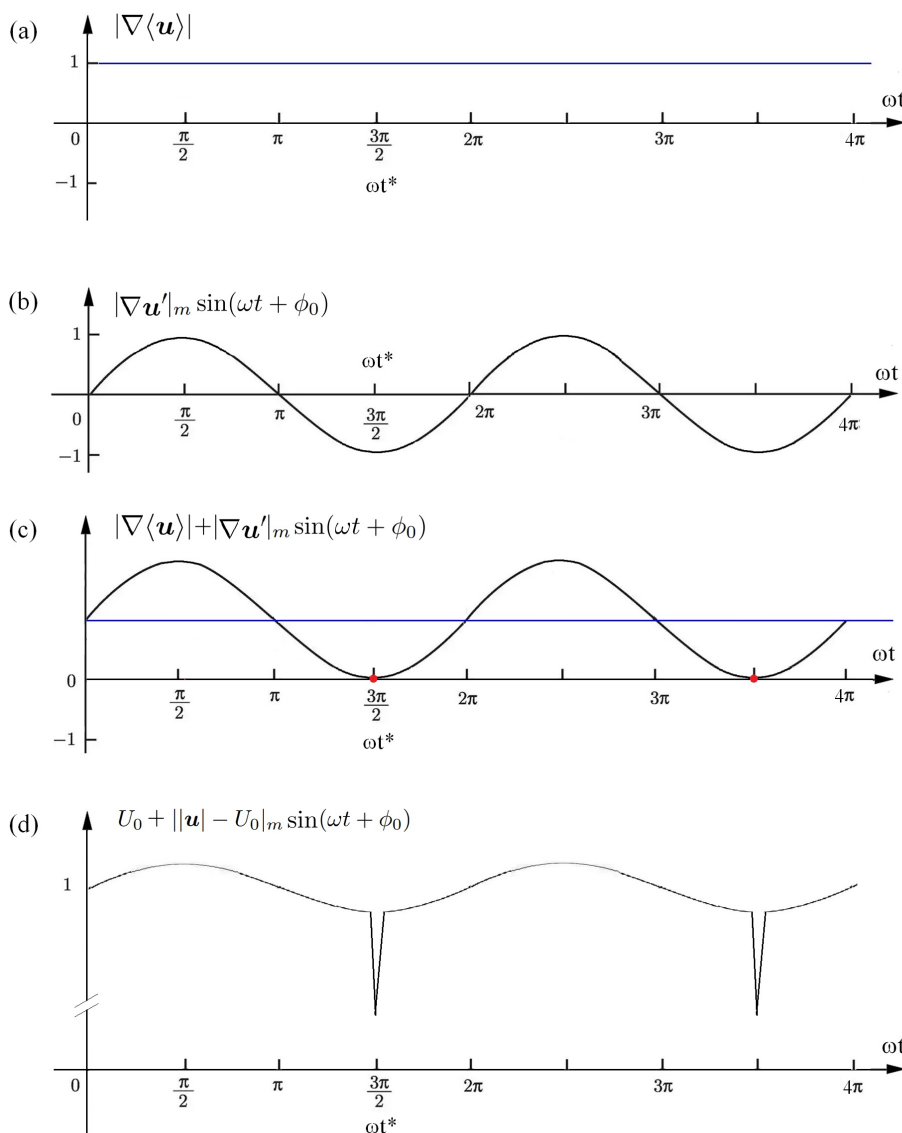 (a) |∇⟨u⟩|
1
ωt
0 π/2 π 3π/2 2π 3π 4π
−1 ωt*
(b) |∇u′|ₘ sin(ωt + ϕ₀)
1 ωt*
ωt
0 π/2 π 3π/2 2π 3π 4π
−1
(c) |∇⟨u⟩|+|∇u′|ₘ sin(ωt + ϕ₀)
ωt
0 π/2 π 3π/2 2π 3π 4π
−1 ωt*
(d) U₀ + ||u| − U₀|ₘ sin(ωt + ϕ₀)
1
ωt
0 π/2 π 3π/2 2π 3π 4π
ωt*